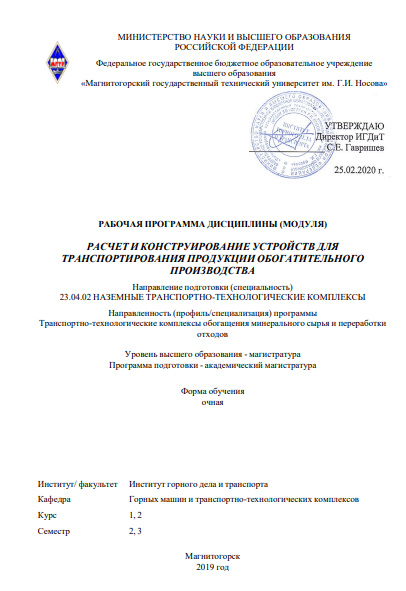 МИНИСТЕРСТВО НАУКИ И ВЫСШЕГО ОБРАЗОВАНИЯ
РОССИЙСКОЙ ФЕДЕРАЦИИ
Федеральное государственное бюджетное образовательное учреждение
высшего образования
«Магнитогорский государственный технический университет им. Г.И. Носова»
УТВЕРЖДАЮ
Директор ИГДиТ
С.Е. Гавришев
25.02.2020 г.
РАБОЧАЯ ПРОГРАММА ДИСЦИПЛИНЫ (МОДУЛЯ)
РАСЧЕТ И КОНСТРУИРОВАНИЕ УСТРОЙСТВ ДЛЯ
ТРАНСПОРТИРОВАНИЯ ПРОДУКЦИИ ОБОГАТИТЕЛЬНОГО
ПРОИЗВОДСТВА
Направление подготовки (специальность)
23.04.02 НАЗЕМНЫЕ ТРАНСПОРТНО-ТЕХНОЛОГИЧЕСКИЕ КОМПЛЕКСЫ
Направленность (профиль/специализация) программы
Транспортно-технологические комплексы обогащения минерального сырья и переработки
отходов
Уровень высшего образования - магистратура
Программа подготовки - академический магистратура
Форма обучения
очная
Институт/ факультет Институт горного дела и транспорта
Кафедра Горных машин и транспортно-технологических комплексов
Курс 1, 2
Семестр 2, 3
Магнитогорск
2019 год